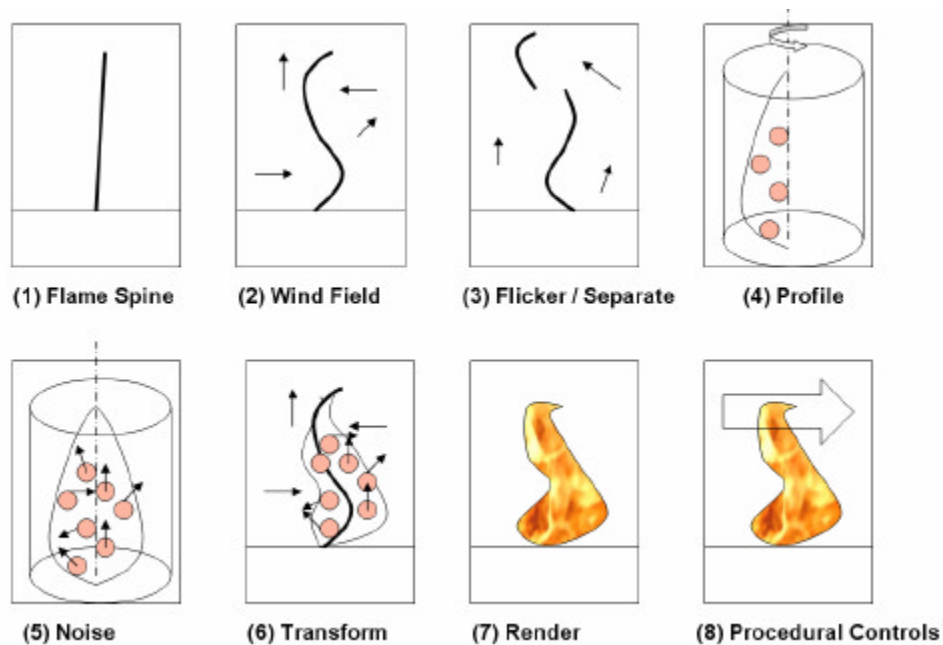 (1) Flame Spine
(2) Wind Field
(3) Flicker / Separate
(4) Profile
(5) Noise
(6) Transform
(7) Render
(8) Procedural Controls